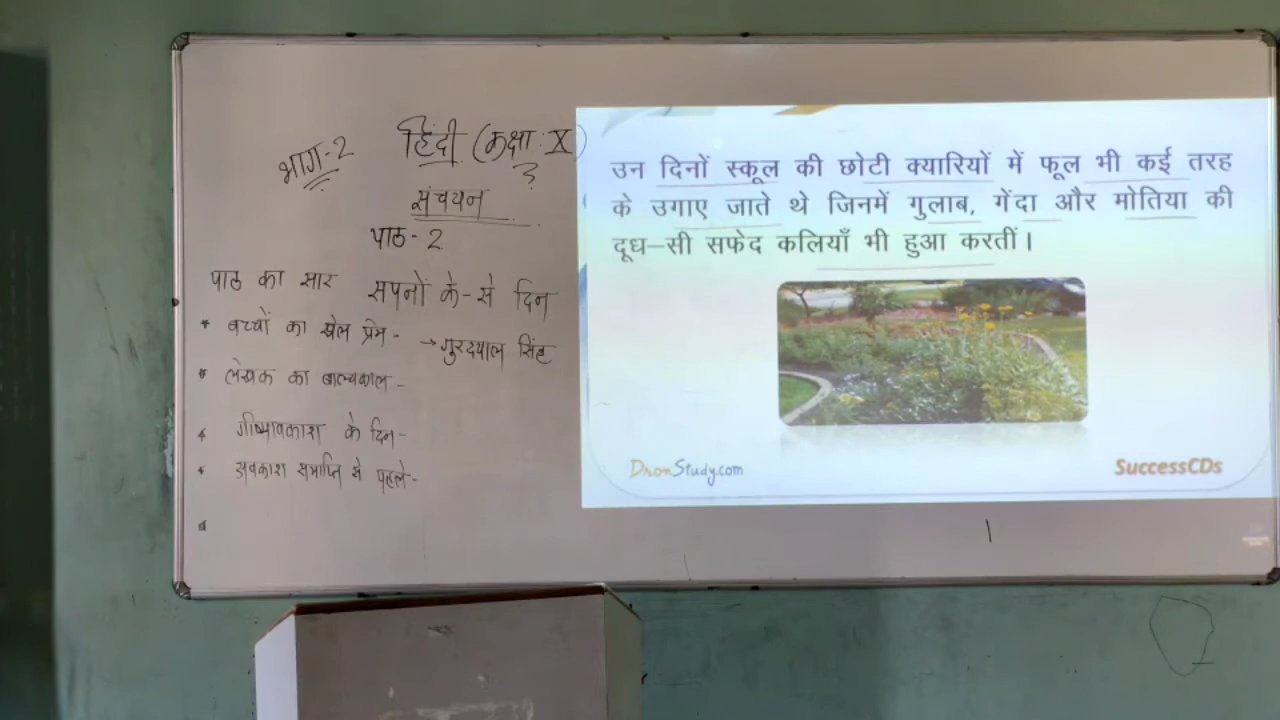 भाग-2 हिंदी (कक्षा : X)
संचयन
पाठ-2
पाठ का सार सपनों के-से दिन
* बच्चों का खेल प्रेम- →गुरदयाल सिंह
* लेखक का बाल्यकाल-
* ग्रीष्मावकाश के दिन-
* अवकाश समाप्ति से पहले-
उन दिनों स्कूल की छोटी क्यारियों में फूल भी कई तरह
के उगाए जाते थे जिनमें गुलाब, गेंदा और मोतिया की
दूध–सी सफेद कलियाँ भी हुआ करतीं।
DronStudy.com
SuccessCDs